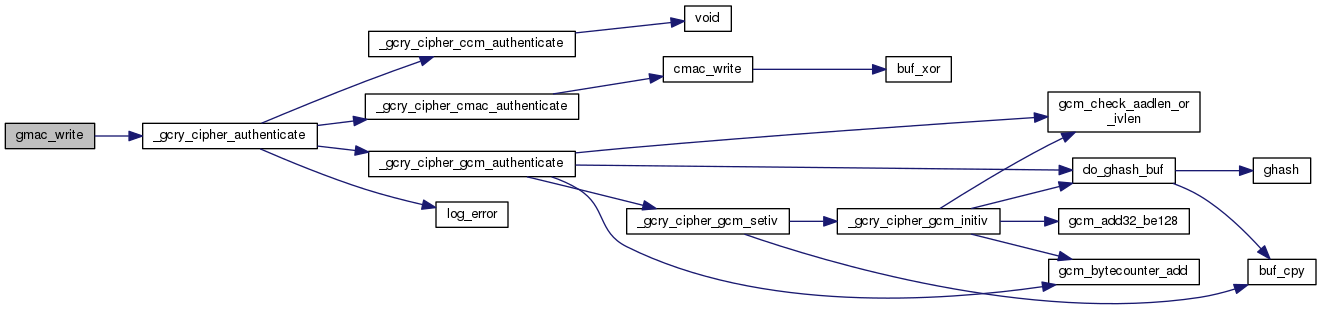 void
_gcry_cipher_ccm_authenticate
cmac_write
buf_xor
_gcry_cipher_cmac_authenticate
gcm_check_aadlen_or
_ivlen
gmac_write
_gcry_cipher_authenticate
_gcry_cipher_gcm_authenticate
do_ghash_buf
ghash
log_error
_gcry_cipher_gcm_setiv
_gcry_cipher_gcm_initiv
gcm_add32_be128
gcm_bytecounter_add
buf_cpy